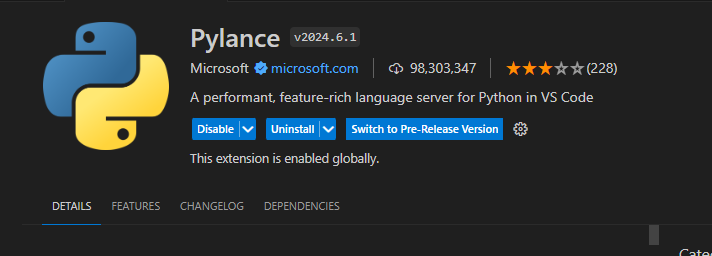 Pylance v2024.6.1
Microsoft microsoft.com 98,303,347 (228)
A performant, feature-rich language server for Python in VS Code
Disable Uninstall Switch to Pre-Release Version
This extension is enabled globally.
DETAILS FEATURES CHANGELOG DEPENDENCIES